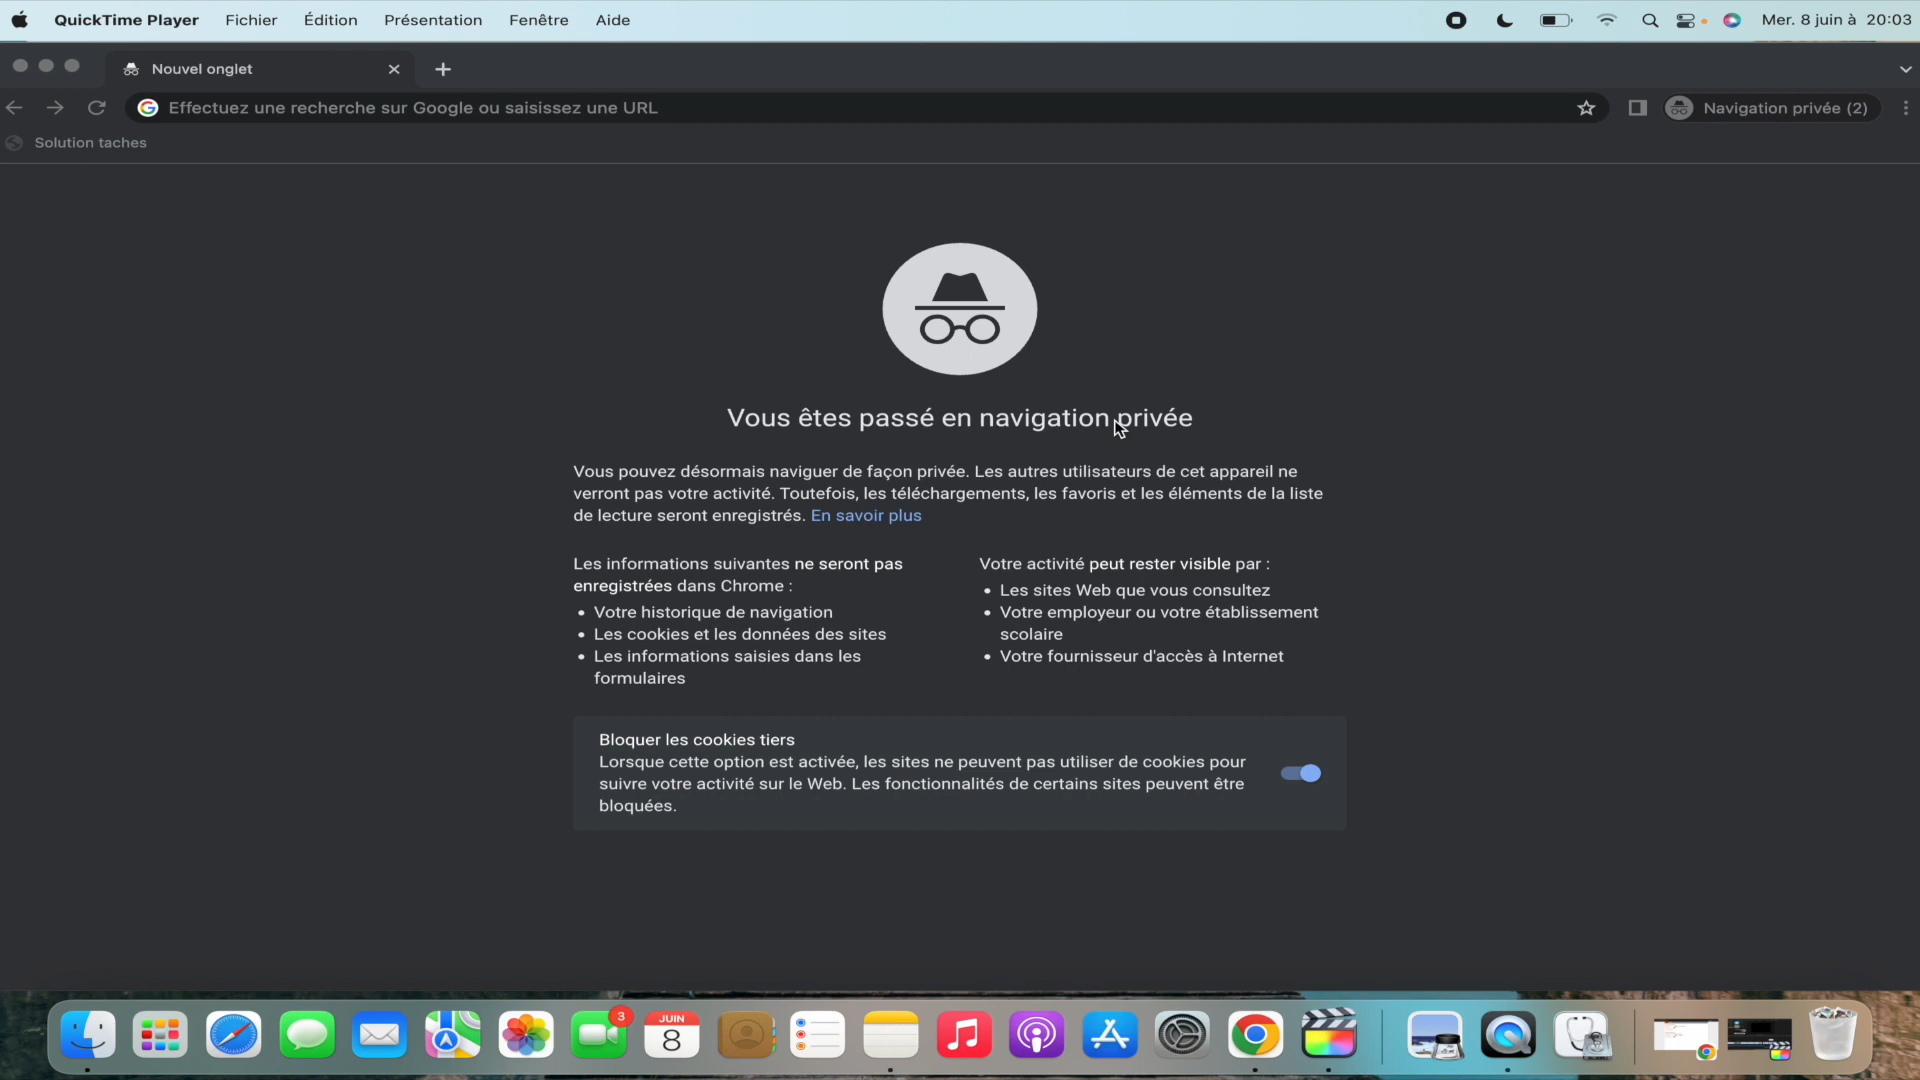 QuickTime Player Fichier Édition Présentation Fenêtre Aide Mer. 8 juin à 20:03
Nouvel onglet
Effectuez une recherche sur Google ou saisissez une URL Navigation privée (2)
Solution taches
Vous êtes passé en navigation privée
Vous pouvez désormais naviguer de façon privée. Les autres utilisateurs de cet appareil ne
verront pas votre activité. Toutefois, les téléchargements, les favoris et les éléments de la liste
de lecture seront enregistrés. En savoir plus
Les informations suivantes ne seront pas
enregistrées dans Chrome :
• Votre historique de navigation
• Les cookies et les données des sites
• Les informations saisies dans les
formulaires
Votre activité peut rester visible par :
• Les sites Web que vous consultez
• Votre employeur ou votre établissement
scolaire
• Votre fournisseur d'accès à Internet
Bloquer les cookies tiers
Lorsque cette option est activée, les sites ne peuvent pas utiliser de cookies pour
suivre votre activité sur le Web. Les fonctionnalités de certains sites peuvent être
bloquées.
3
JUIN
8